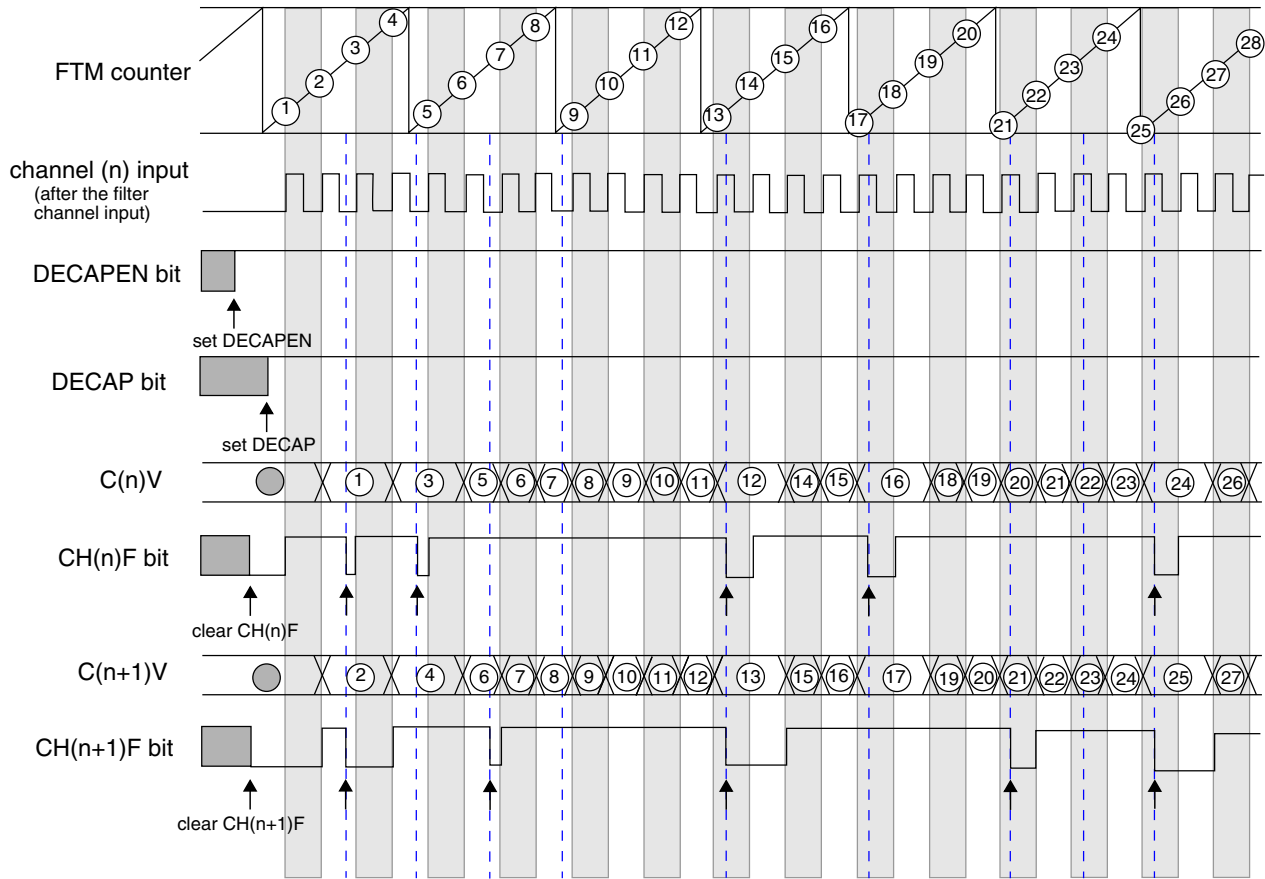 4 8 12 16 20 24 28
3 7 11 15 19 23 27
2 6 10 14 18 22 26
1 5 9 13 17 21 25
FTM counter
channel (n) input
(after the filter
channel input)
DECAPEN bit
set DECAPEN
DECAP bit
set DECAP
C(n)V 1 3 5 6 7 8 9 10 11 12 14 15 16 18 19 20 21 22 23 24 26
CH(n)F bit
clear CH(n)F
C(n+1)V 2 4 6 7 8 9 10 11 12 13 15 16 17 19 20 21 22 23 24 25 27
CH(n+1)F bit
clear CH(n+1)F